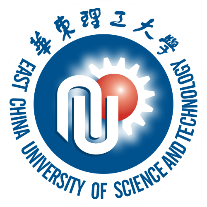 華東理工大學
EAST CHINA UNIVERSITY OF SCIENCE AND TECHNOLOGY